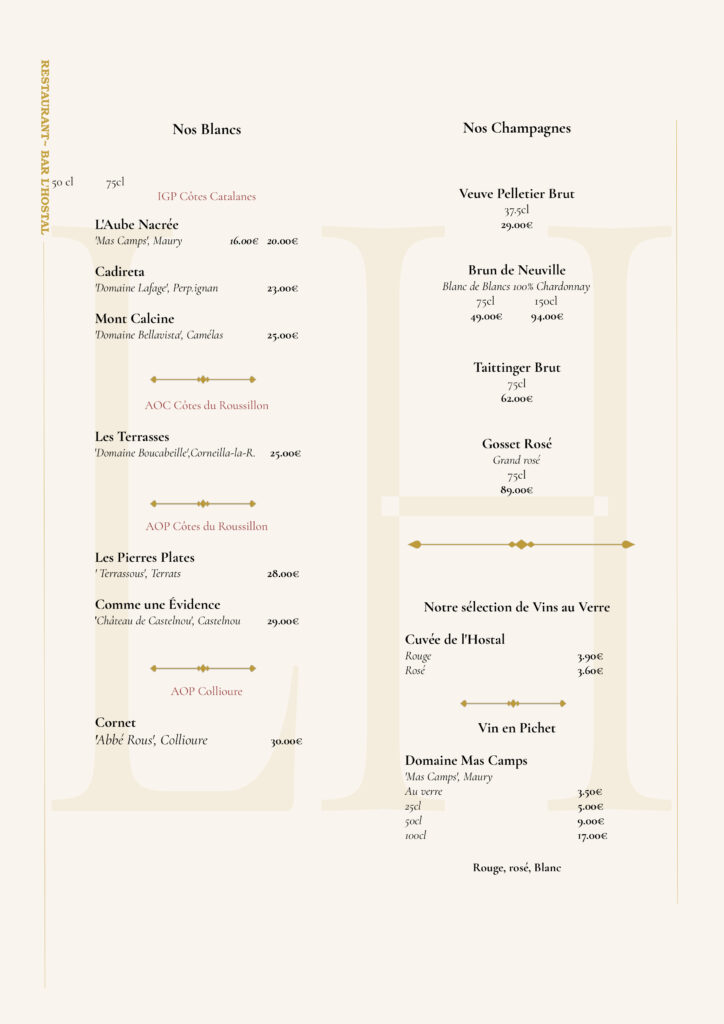 RESTAURANT~ BAR L'HOSTAL
Nos Blancs
50 cl 75cl
IGP Côtes Catalanes
L'Aube Nacrée
'Mas Camps', Maury 16.00€ 20.00€
Cadireta
'Domaine Lafage', Perp.ignan 23.00€
Mont Calcine
'Domaine Bellavista', Camélas 25.00€
AOC Côtes du Roussillon
Les Terrasses
'Domaine Boucabeille',Corneilla-la-R. 25.00€
AOP Côtes du Roussillon
Les Pierres Plates
' Terrassous', Terrats 28.00€
Comme une Évidence
'Château de Castelnou', Castelnou 29.00€
AOP Collioure
Cornet
'Abbé Rous', Collioure 30.00€
Nos Champagnes
Veuve Pelletier Brut
37.5cl
29.00€
Brun de Neuville
Blanc de Blancs 100% Chardonnay
75cl 150cl
49.00€ 94.00€
Taittinger Brut
75cl
62.00€
Gosset Rosé
Grand rosé
75cl
89.00€
Notre sélection de Vins au Verre
Cuvée de l'Hostal
Rouge 3.90€
Rosé 3.60€
Vin en Pichet
Domaine Mas Camps
'Mas Camps', Maury
Au verre 3.50€
25cl 5.00€
50cl 9.00€
100cl 17.00€
Rouge, rosé, Blanc
LH